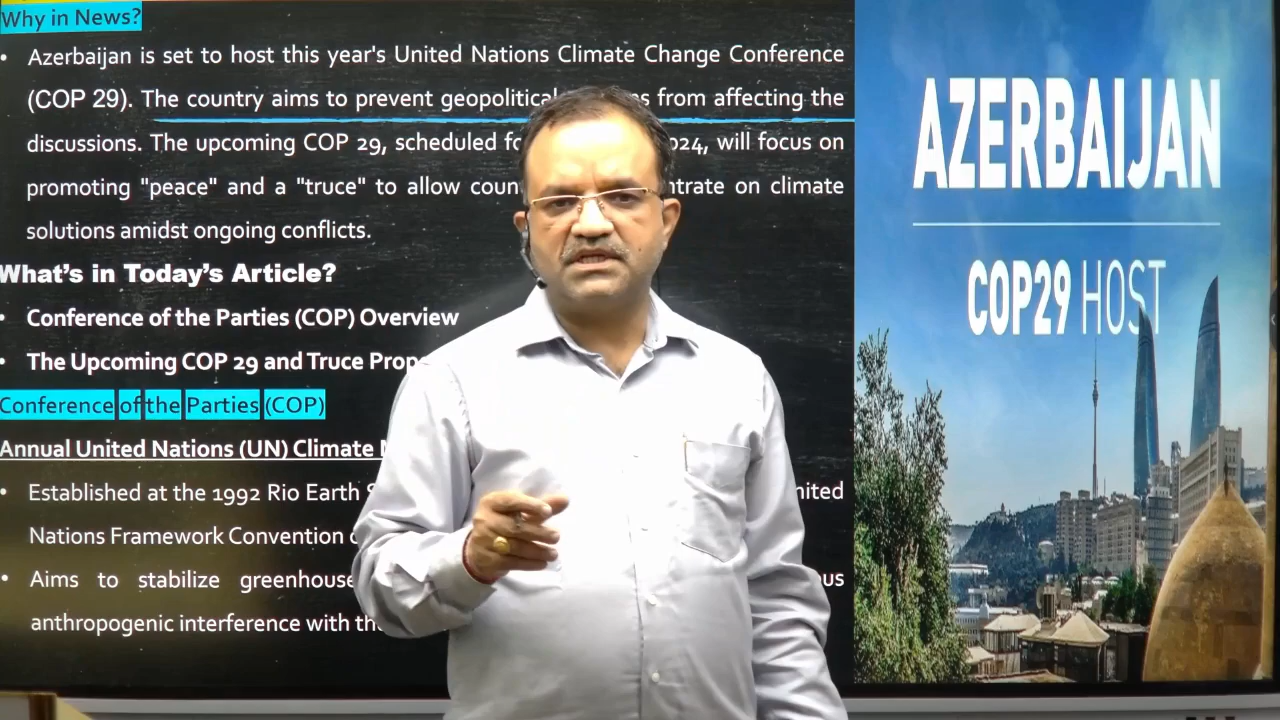 Why in News?
• Azerbaijan is set to host this year's United Nations Climate Change Conference
(COP 29). The country aims to prevent geopolitical from affecting the
discussions. The upcoming COP 29, scheduled will focus on
promoting "peace" and a "truce" to allow on climate
solutions amidst ongoing conflicts.
What's in Today's Article?
• Conference of the Parties (COP) Overview
• The Upcoming COP 29 and Truce
Conference of the Parties (COP)
Annual United Nations (UN) Climate
• Established at the 1992 Rio Earth
Nations Framework Convention
• Aims to stabilize greenhouse
anthropogenic interference with
AZERBAIJAN
COP29 HOST